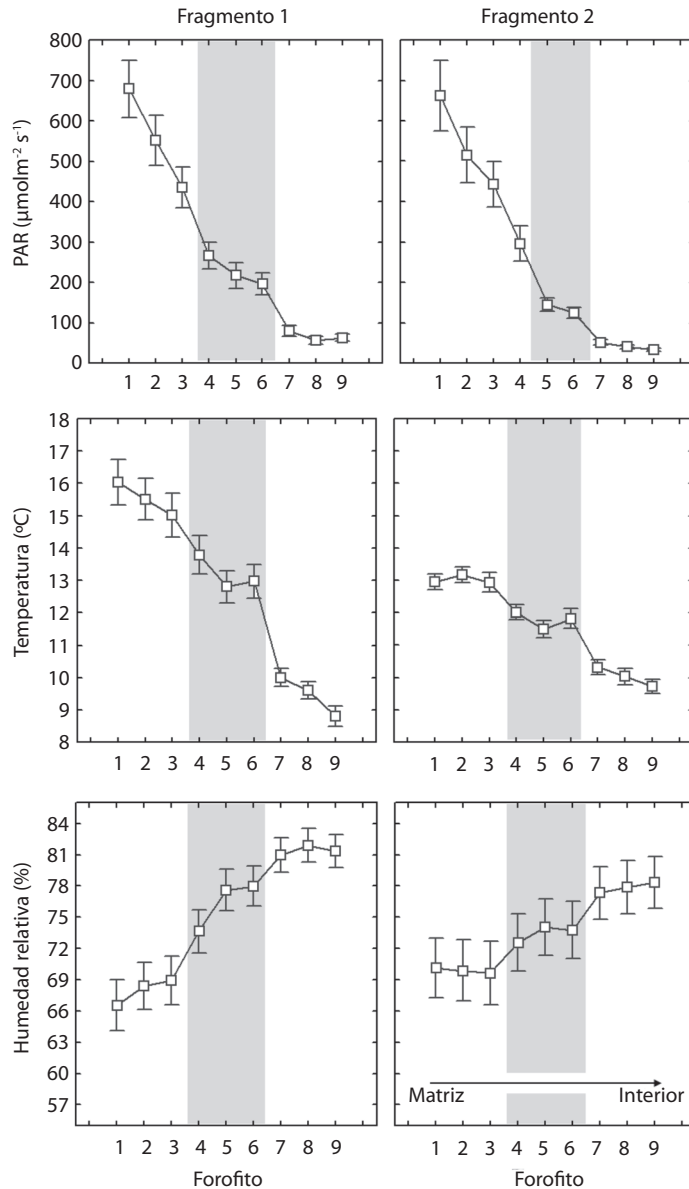 Fragmento 1
Fragmento 2
PAR (µmolm⁻² s⁻¹)
800
700
600
500
400
300
200
100
0
1 2 3 4 5 6 7 8 9
1 2 3 4 5 6 7 8 9
Temperatura (ºC)
18
17
16
15
14
13
12
11
10
9
8
1 2 3 4 5 6 7 8 9
1 2 3 4 5 6 7 8 9
Humedad relativa (%)
84
81
78
75
72
69
66
63
60
57
Matriz
Interior
1 2 3 4 5 6 7 8 9
1 2 3 4 5 6 7 8 9
Forofito
Forofito